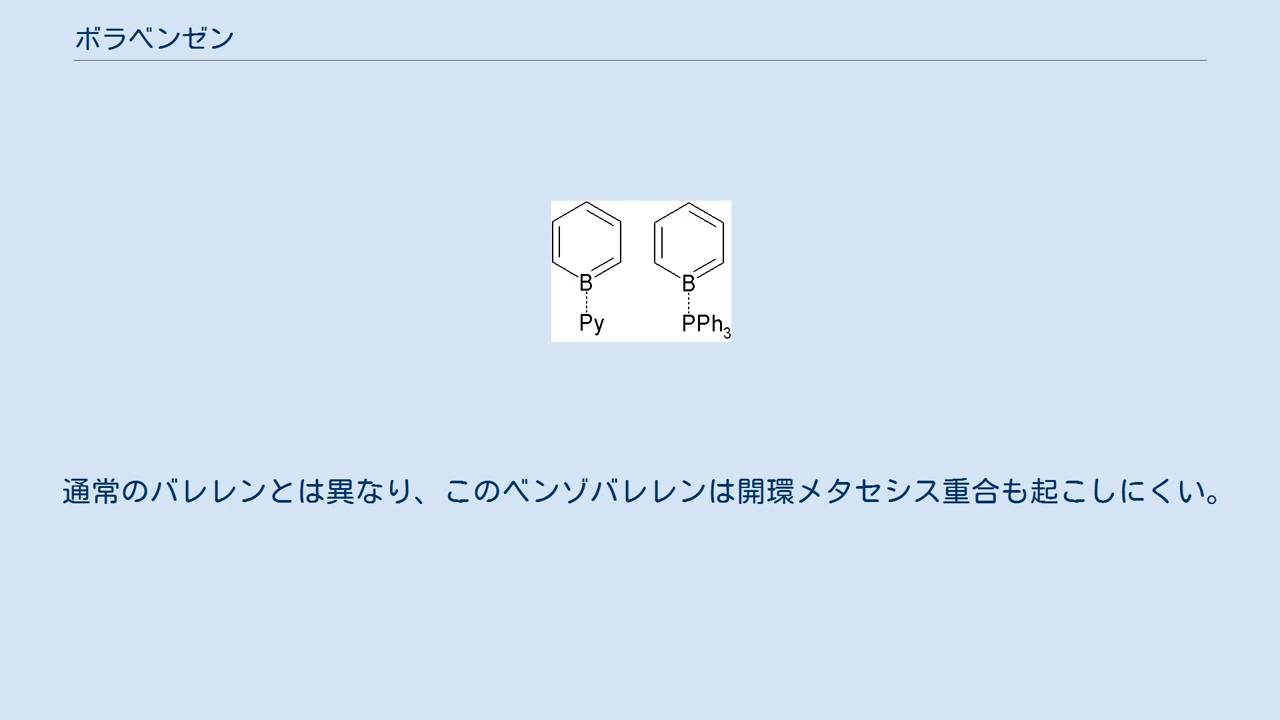 ボラベンゼン
B B
Py PPh3
通常のバレレンとは異なり、このベンゾバレレンは開環メタセシス重合も起こしにくい。